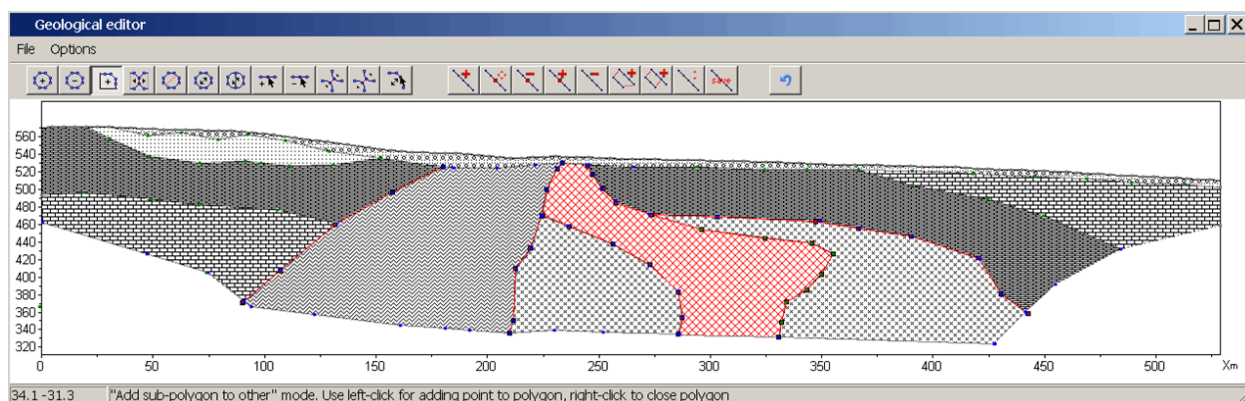 Geological editor
File Options
save
560
540
520
500
480
460
440
420
400
380
360
340
320
0 50 100 150 200 250 300 350 400 450 500 Xm
34.1 -31.3 "Add sub-polygon to other" mode. Use left-click for adding point to polygon, right-click to close polygon